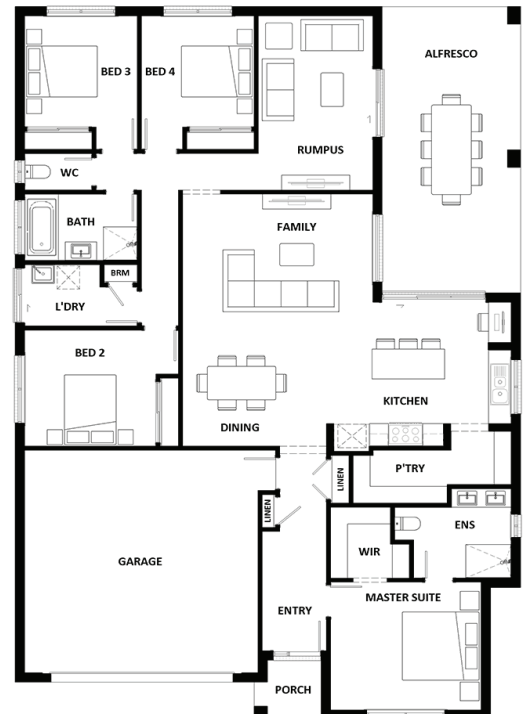 ALFRESCO
BED 3
BED 4
RUMPUS
WC
BATH
FAMILY
BRM
L'DRY
BED 2
KITCHEN
DINING
P'TRY
LINEN
LINEN
ENS
WIR
GARAGE
MASTER SUITE
ENTRY
PORCH